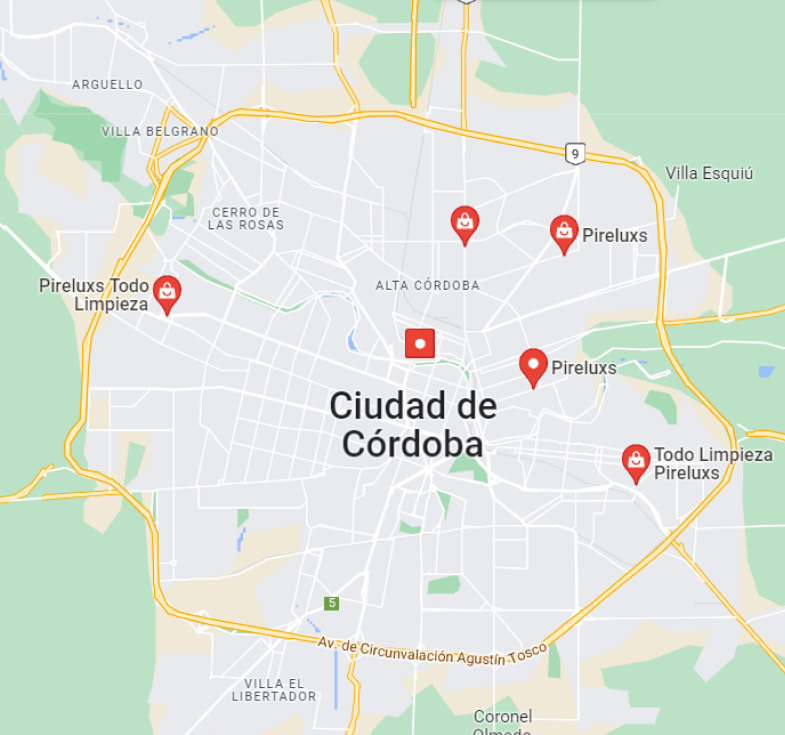 ARGUELLO
VILLA BELGRANO
9
Villa Esquiú
CERRO DE
LAS ROSAS
Pireluxs
Pireluxs Todo
Limpieza
ALTA CÓRDOBA
Pireluxs
Ciudad de
Córdoba
Todo Limpieza
Pireluxs
5
Av. de Circunvalación Agustín Tosco
VILLA EL
LIBERTADOR
Coronel
Olmedo